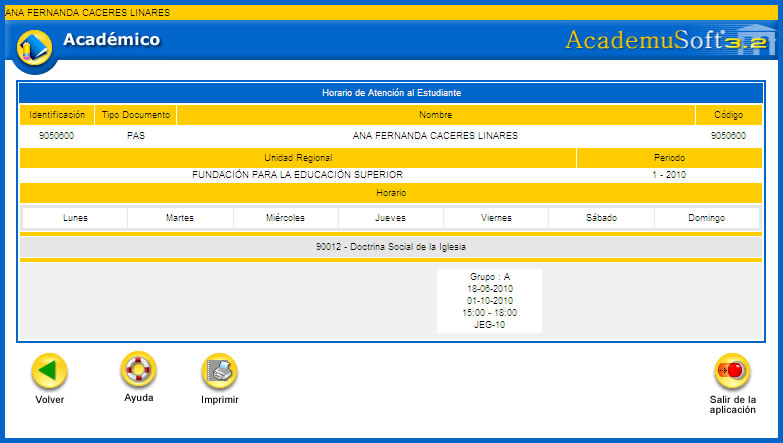 ANA FERNANDA CACERES LINARES
Académico
AcademuSoft 3.2
Horario de Atención al Estudiante
Identificación Tipo Documento Nombre Código
9050600 PAS ANA FERNANDA CACERES LINARES 9050600
Unidad Regional Periodo
FUNDACIÓN PARA LA EDUCACIÓN SUPERIOR 1 - 2010
Horario
Lunes Martes Miércoles Jueves Viernes Sábado Domingo
90012 - Doctrina Social de la Iglesia
Grupo : A
18-06-2010
01-10-2010
15:00 - 18:00
JEG-10
Volver Ayuda Imprimir Salir de la
aplicación